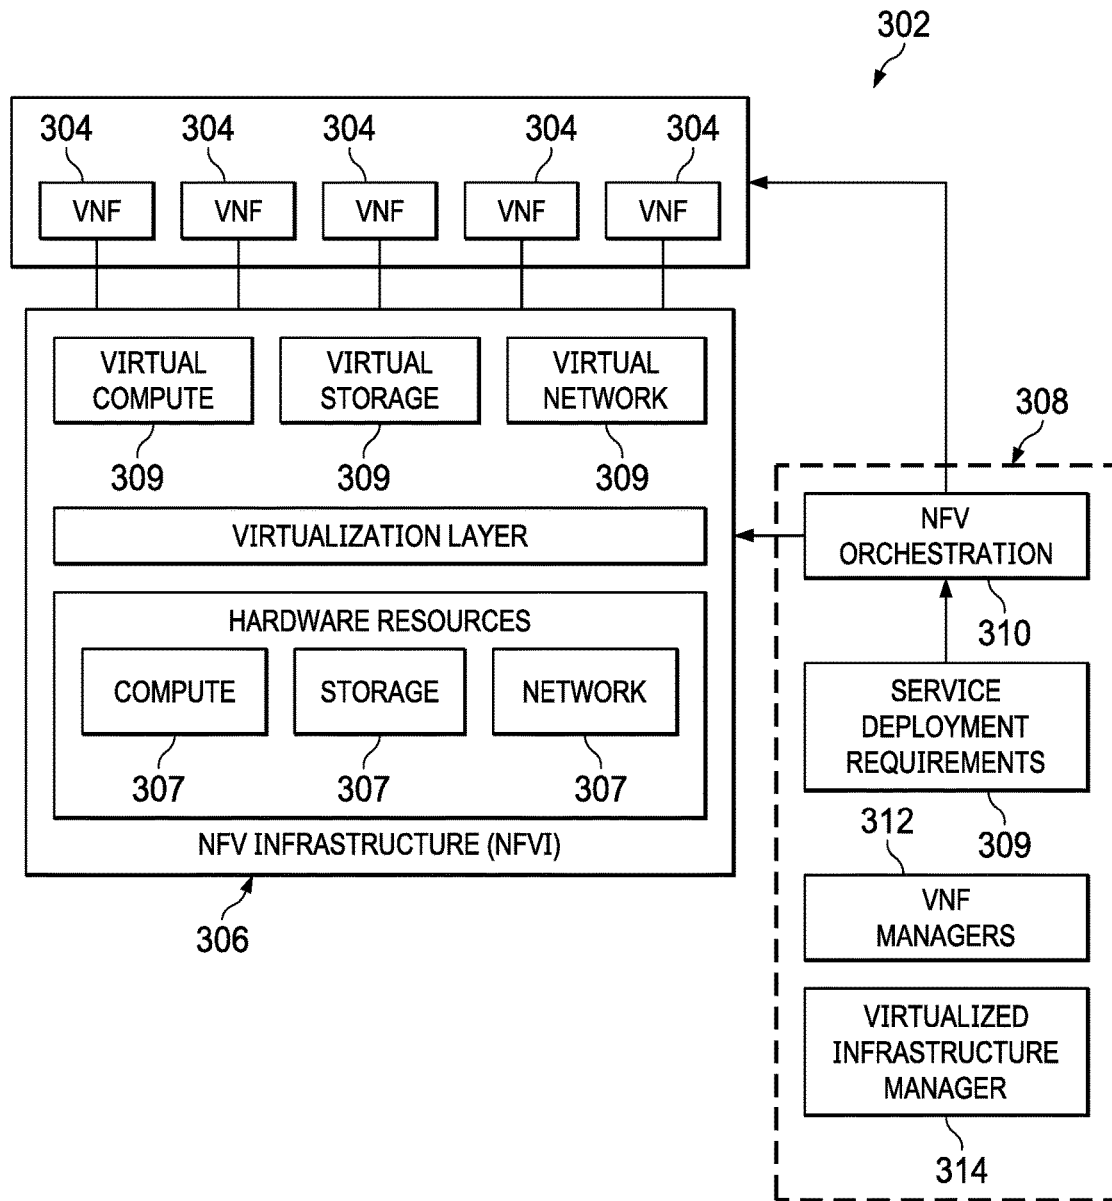 302
304 304 304 304 304
VNF VNF VNF VNF VNF
VIRTUAL
COMPUTE
VIRTUAL
STORAGE
VIRTUAL
NETWORK
309 309 309
VIRTUALIZATION LAYER
HARDWARE RESOURCES
COMPUTE STORAGE NETWORK
307 307 307
NFV INFRASTRUCTURE (NFVI)
306
308
NFV
ORCHESTRATION
310
SERVICE
DEPLOYMENT
REQUIREMENTS
309
312
VNF
MANAGERS
VIRTUALIZED
INFRASTRUCTURE
MANAGER
314